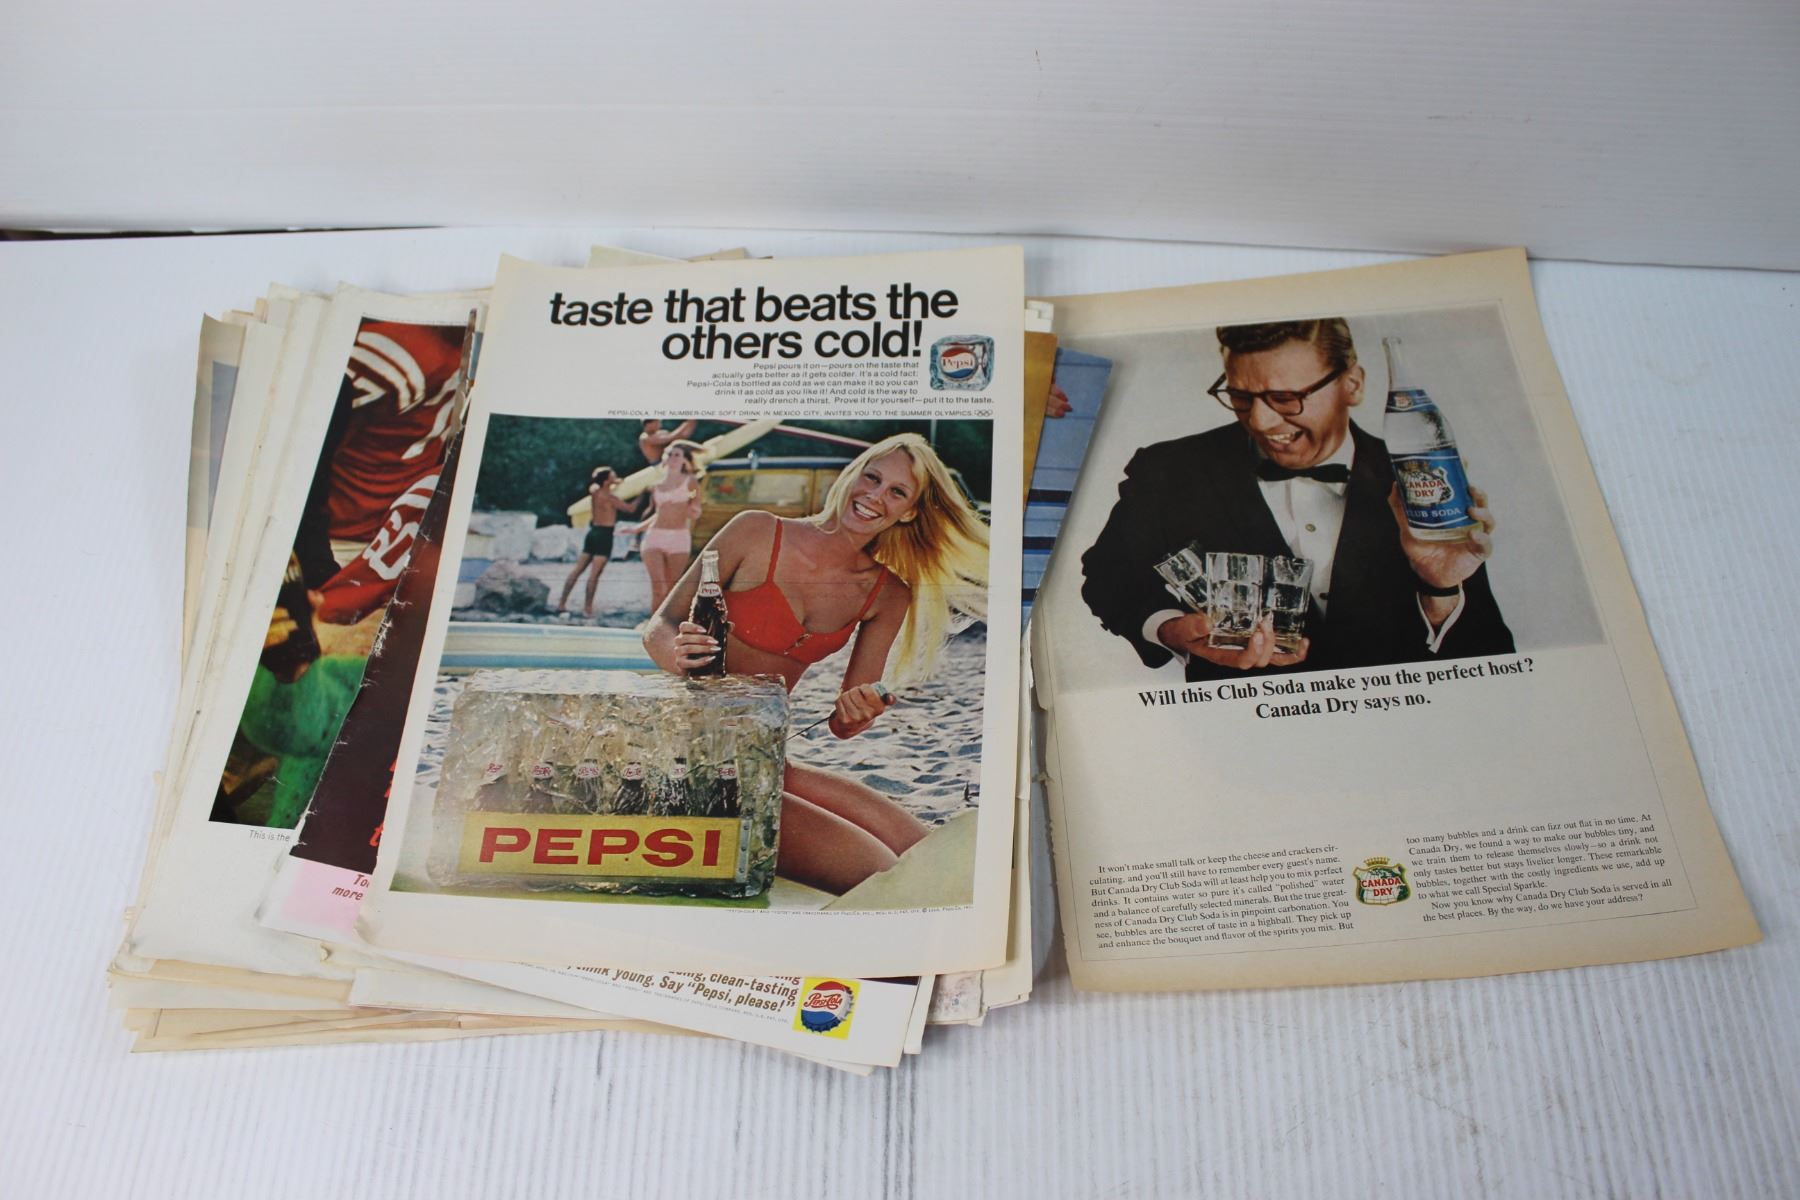 taste that beats the
others cold!
Pepsi
Pepsi pours it on—pours on the taste that
actually gets better as it gets colder. It's a cold fact:
Pepsi-Cola is bottled as cold as we can make it so you can
drink it as cold as you like it! And cold is the way to
really drench a thirst. Prove it for yourself—put it to the taste.
PEPSI-COLA, THE NUMBER-ONE SOFT DRINK IN MEXICO CITY, INVITES YOU TO THE SUMMER OLYMPICS.
Pepsi
PEPSI
This is the
To
more
think young. Say "Pepsi, please!"
clean-tasting
Pepsi-Cola
CANADA
DRY
CLUB SODA
Will this Club Soda make you the perfect host?
Canada Dry says no.
It won't make small talk or keep the cheese and crackers cir-
culating, and you'll still have to remember every guest's name.
But Canada Dry Club Soda will at least help you to mix perfect
drinks. It contains water so pure it's called "polished" water
and a balance of carefully selected minerals. But the true great-
ness of Canada Dry Club Soda is in pinpoint carbonation. You
see, bubbles are the secret of taste in a highball. They pick up
and enhance the bouquet and flavor of the spirits you mix. But
CANADA
DRY
too many bubbles and a drink can fizz out flat in no time. At
Canada Dry, we found a way to make our bubbles tiny, and
we train them to release themselves slowly—so a drink not
only tastes better but stays livelier longer. These remarkable
bubbles, together with the costly ingredients we use, add up
to what we call Special Sparkle.
Now you know why Canada Dry Club Soda is served in all
the best places. By the way, do we have your address?